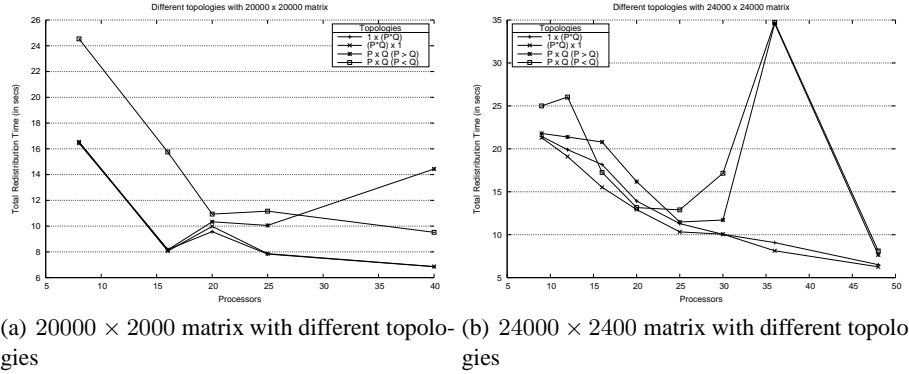 Different topologies with 20000 x 20000 matrix
Total Redistribution Time (in secs)
26
24
22
20
18
16
14
12
10
8
6
Topologies
1 x (P*Q)
(P*Q) x 1
P x Q (P > Q)
P x Q (P < Q)
5 10 15 20 25 30 35 40
Processors
Different topologies with 24000 x 24000 matrix
Total Redistribution Time (in secs)
35
30
25
20
15
10
5
Topologies
1 x (P*Q)
(P*Q) x 1
P x Q (P > Q)
P x Q (P < Q)
5 10 15 20 25 30 35 40 45 50
Processors
(a) 20000 × 2000 matrix with different topolo-
gies
(b) 24000 × 2400 matrix with different topolo
gies